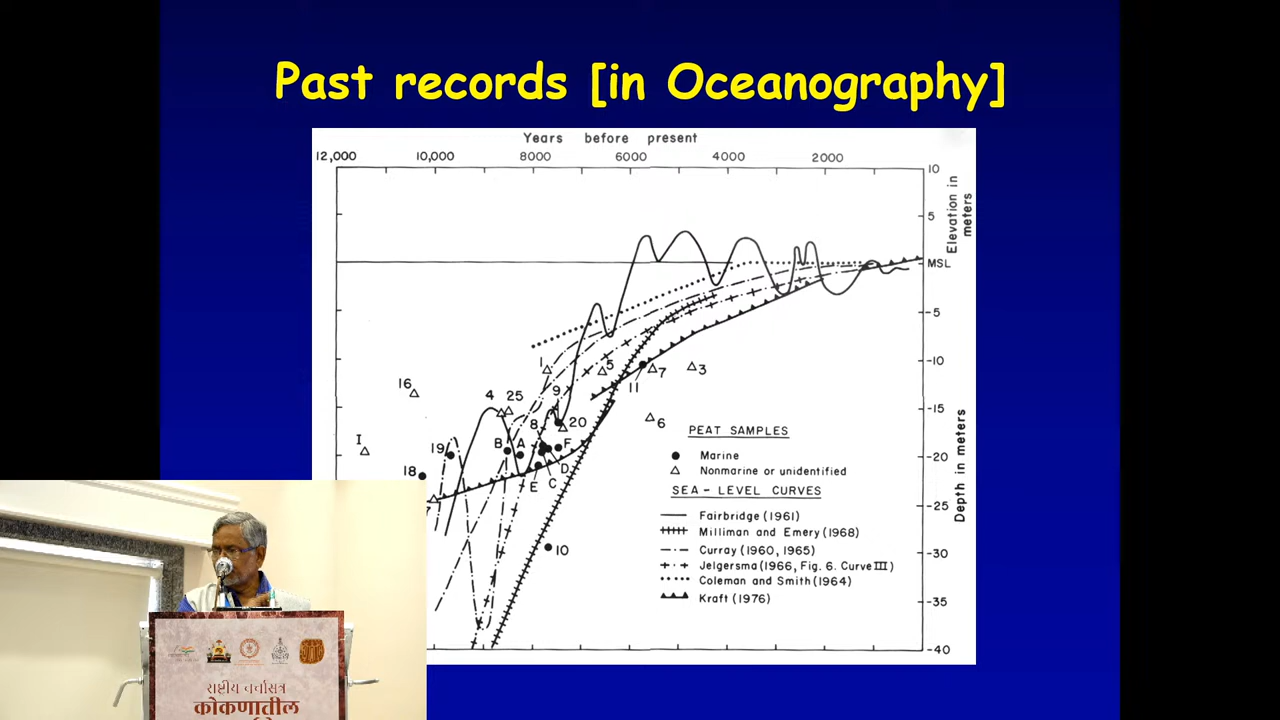 Past records [in Oceanography]
Years before present
12,000 10,000 8000 6000 4000 2000
10
5
MSL
-5
-10
-15
-20
-25
-30
-35
-40
Elevation in meters
Depth in meters
16
I
18
19
4
25
B
A
1
9
8
20
F
D
C
E
10
5
11
7
3
6
PEAT SAMPLES
Marine
Nonmarine or unidentified
SEA-LEVEL CURVES
Fairbridge (1961)
Milliman and Emery (1968)
Curray (1960, 1965)
Jelgersma (1966, Fig. 6. Curve III)
Coleman and Smith (1964)
Kraft (1976)
राष्ट्रीय चर्चासत्र
कोकणातील